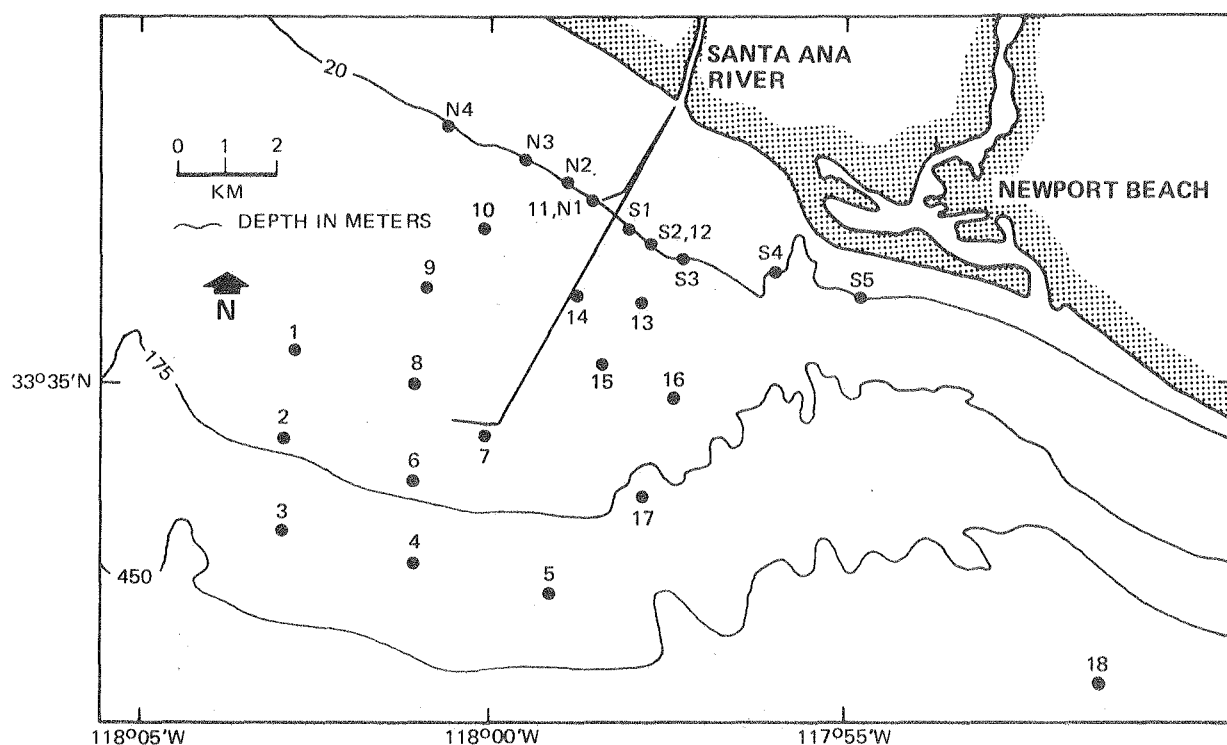 SANTA ANA
RIVER
20
N4
N3
0 1 2
KM
N2
NEWPORT BEACH
11,N1
S1
DEPTH IN METERS
10
S2,12
S3
S4
S5
9
N
14
13
1
175
33°35'N
8
15
16
2
7
6
17
3
4
450
5
18
118°05'W
118°00'W
117°55'W